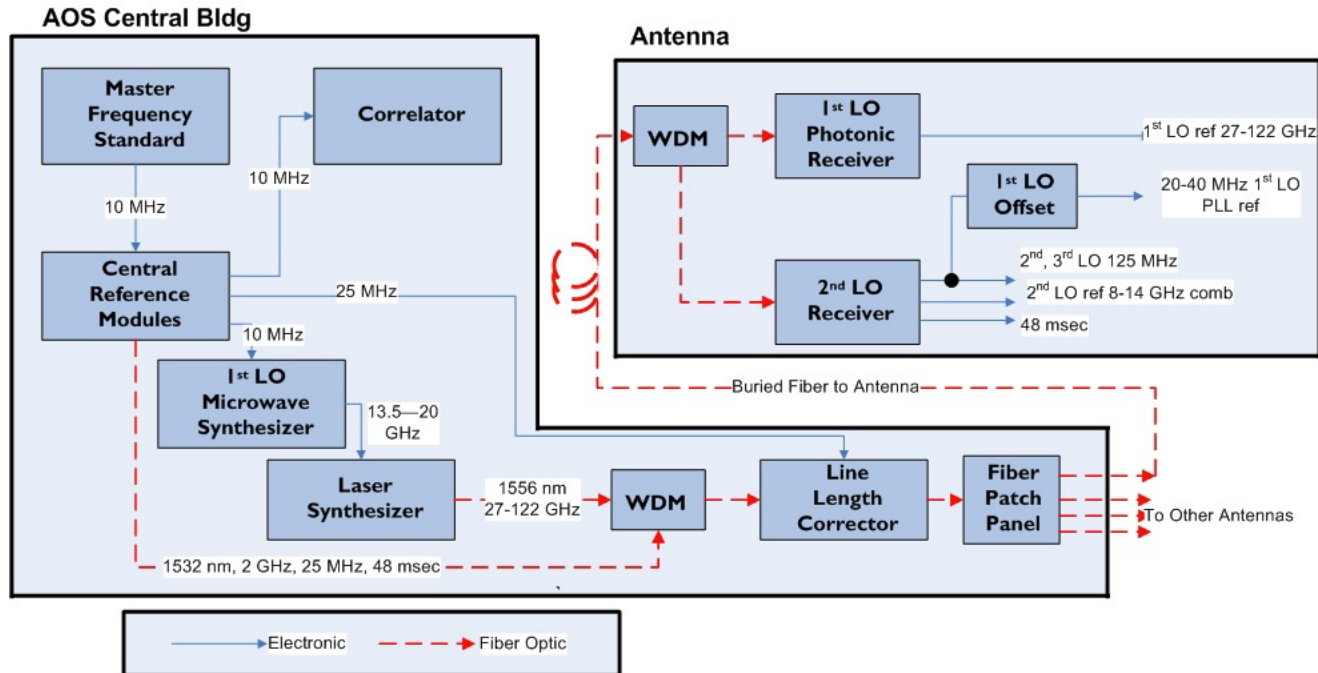 AOS Central Bldg
Master
Frequency
Standard
Correlator
10 MHz
10 MHz
Central
Reference
Modules
25 MHz
10 MHz
1st LO
Microwave
Synthesizer
13.5—20
GHz
Laser
Synthesizer
1556 nm
27-122 GHz
WDM
Line
Length
Corrector
Fiber
Patch
Panel
To Other Antennas
1532 nm, 2 GHz, 25 MHz, 48 msec
Antenna
WDM
1st LO
Photonic
Receiver
1st LO ref 27-122 GHz
1st LO
Offset
20-40 MHz 1st LO
PLL ref
2nd LO
Receiver
2nd, 3rd LO 125 MHz
2nd LO ref 8-14 GHz comb
48 msec
Buried Fiber to Antenna
Electronic
Fiber Optic